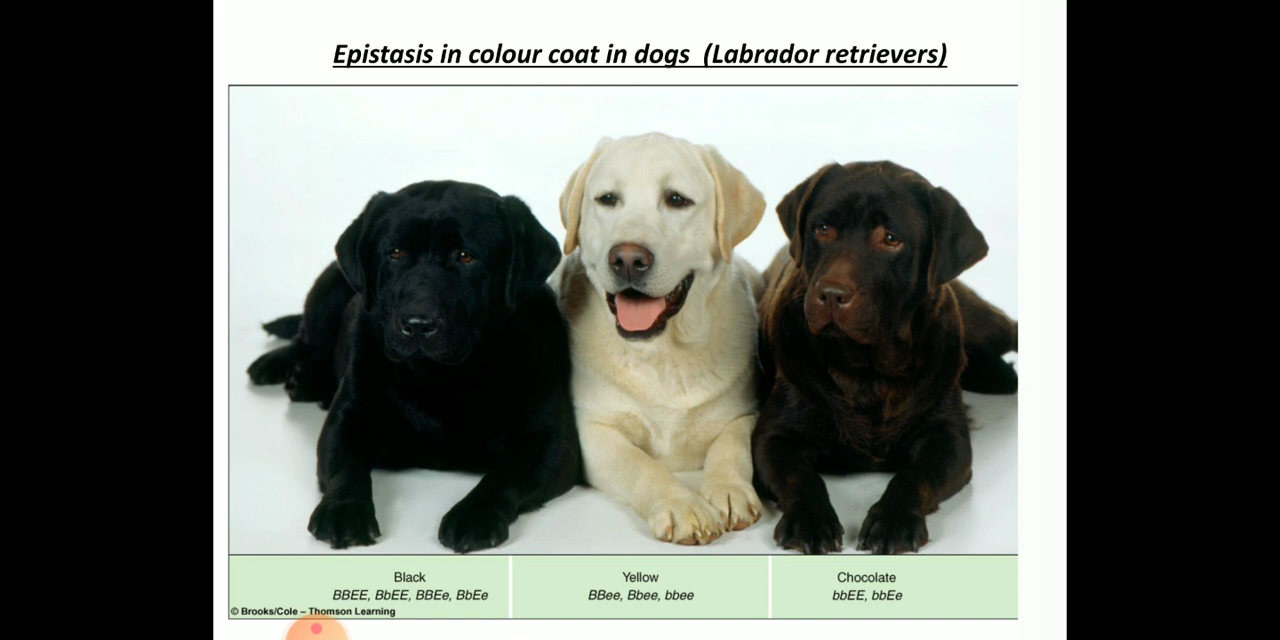 Epistasis in colour coat in dogs (Labrador retrievers)
Black
BBEE, BbEE, BBEe, BbEe
Yellow
BBee, Bbee, bbee
Chocolate
bbEE, bbEe
© Brooks/Cole – Thomson Learning